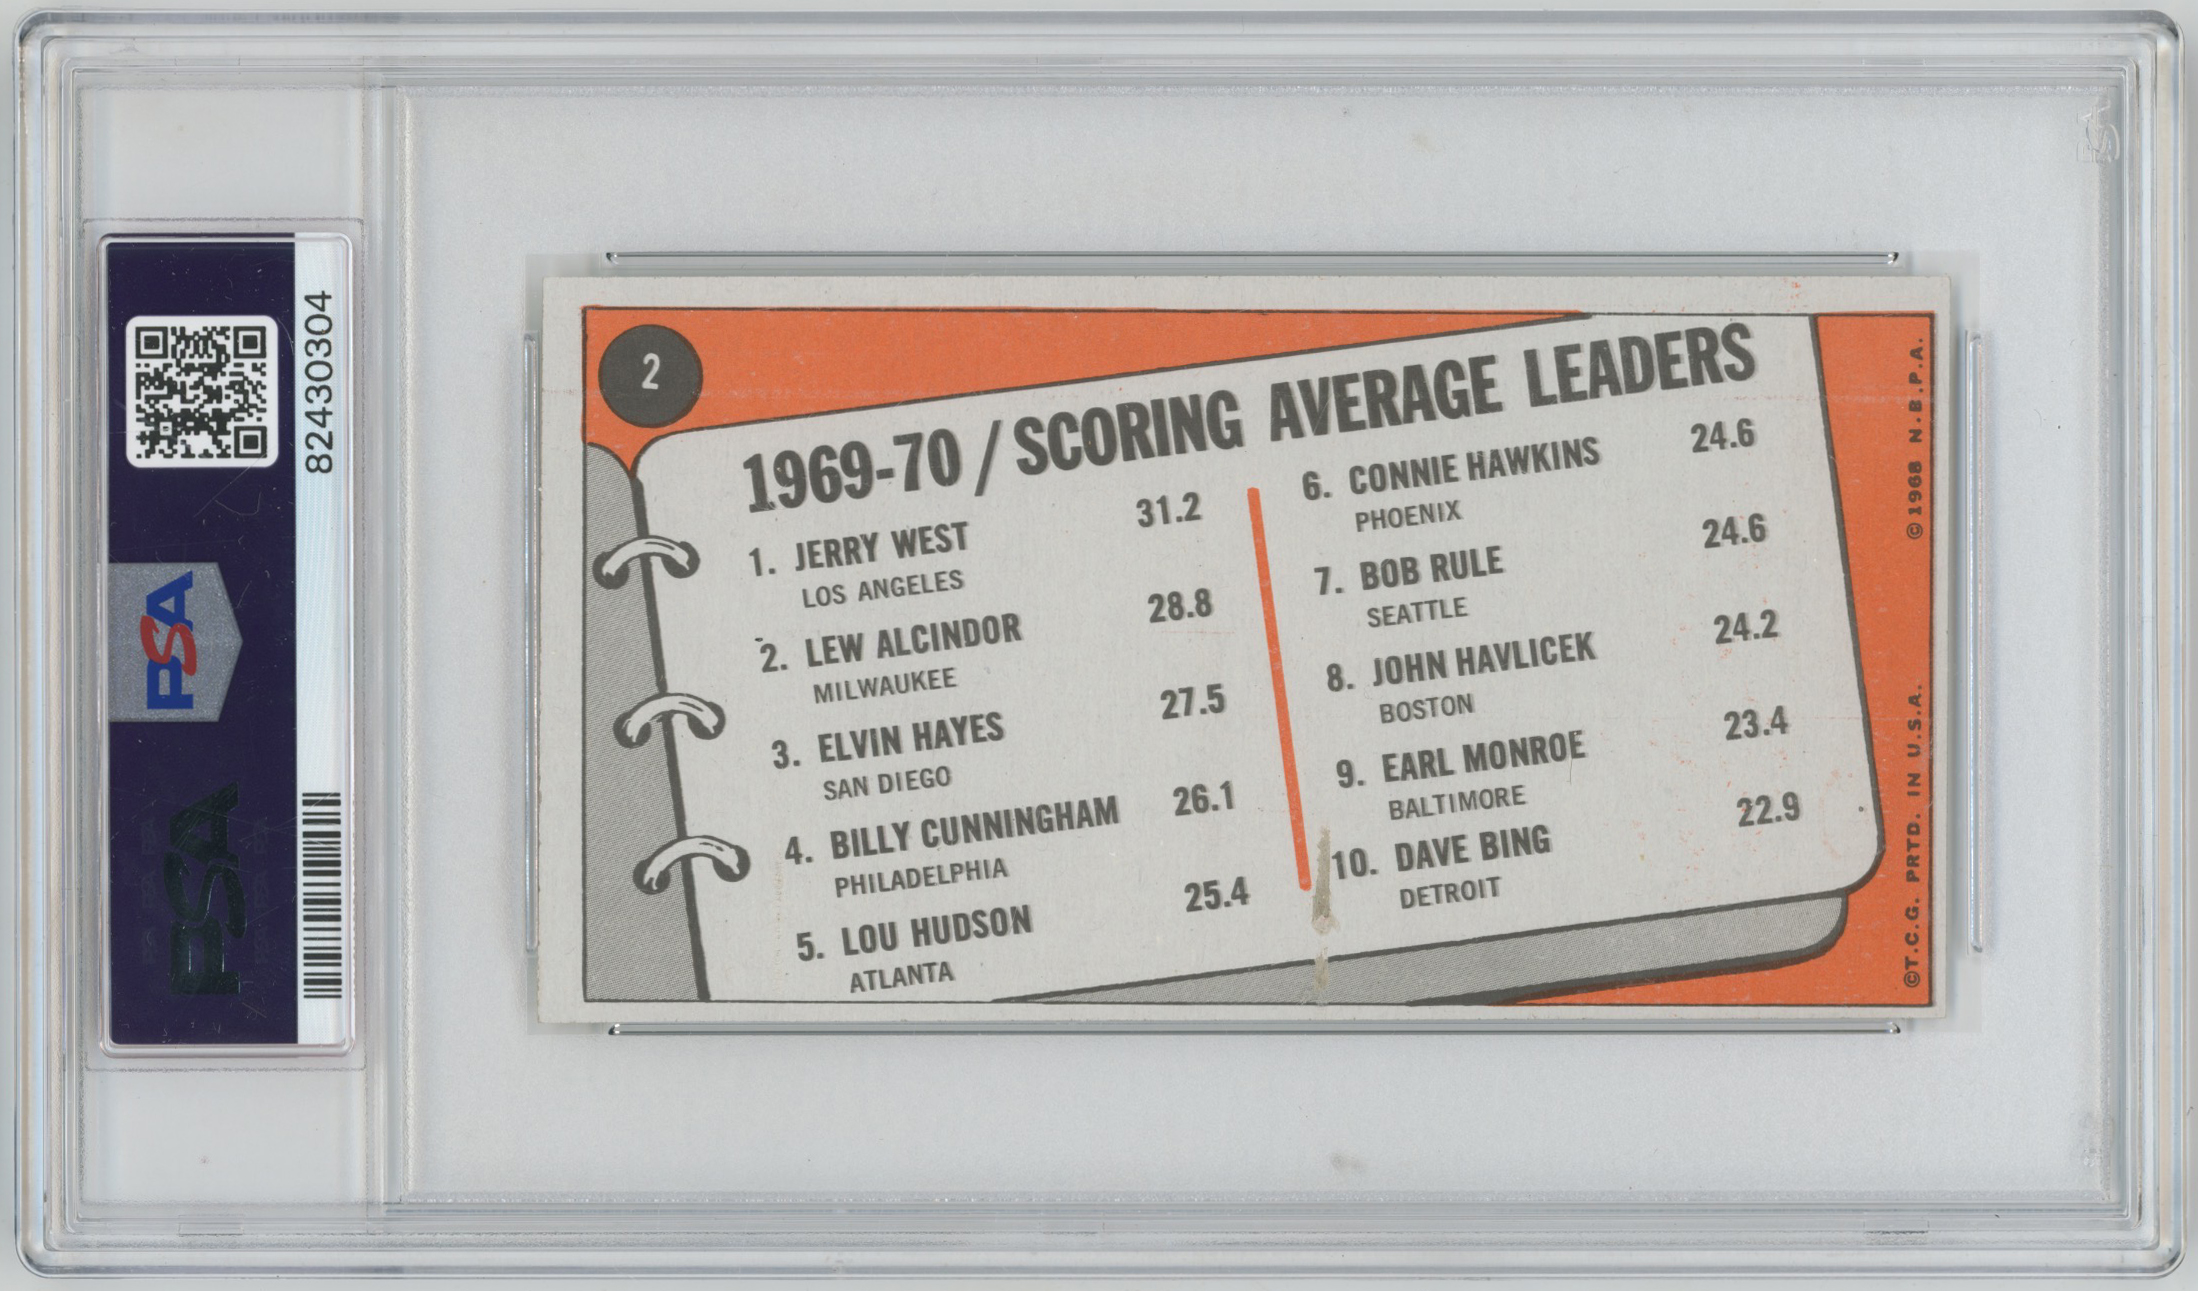 2
1969-70 / SCORING AVERAGE LEADERS
1. JERRY WEST 31.2
LOS ANGELES
2. LEW ALCINDOR 28.8
MILWAUKEE
3. ELVIN HAYES 27.5
SAN DIEGO
4. BILLY CUNNINGHAM 26.1
PHILADELPHIA
5. LOU HUDSON 25.4
ATLANTA
6. CONNIE HAWKINS 24.6
PHOENIX
7. BOB RULE 24.6
SEATTLE
8. JOHN HAVLICEK 24.2
BOSTON
9. EARL MONROE 23.4
BALTIMORE
10. DAVE BING 22.9
DETROIT
©T.C.G. PRTD. IN U.S.A. ©1968 N.B.P.A.
82430304
PSA
PSA
PSA